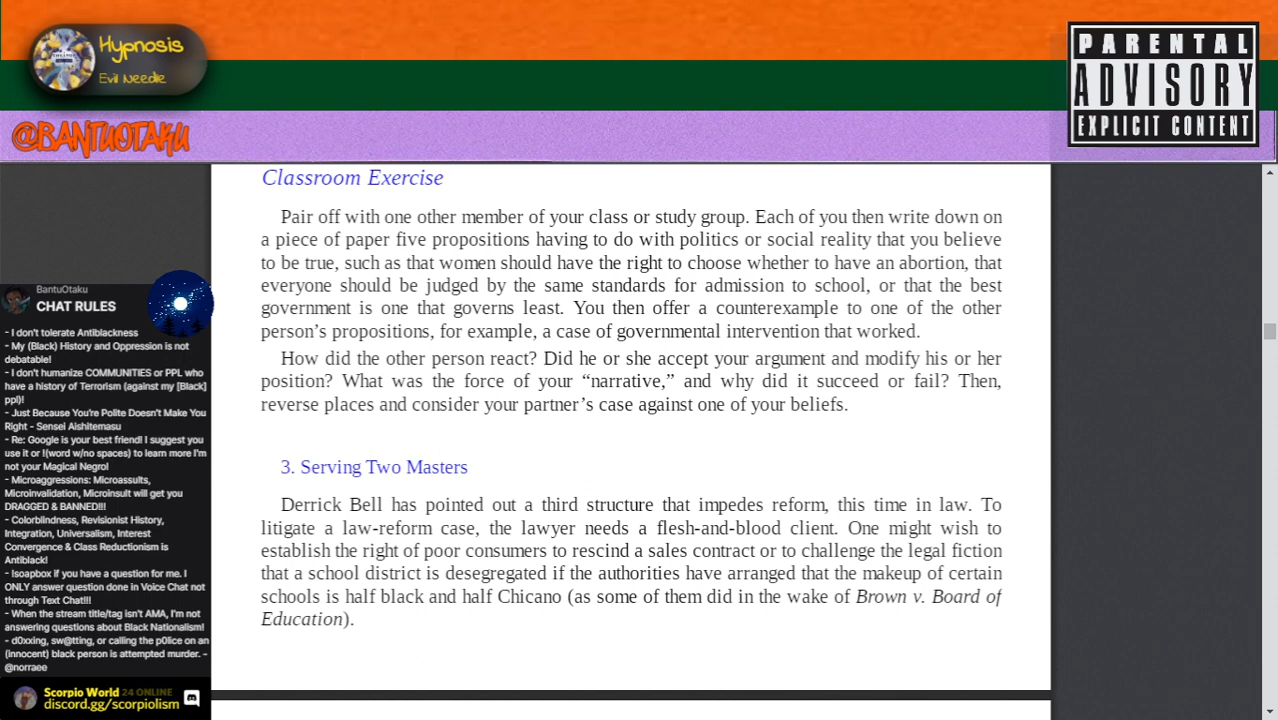 Hypnosis
Evil Needle
PARENTAL
ADVISORY
EXPLICIT CONTENT
@BANTUOTAKU
BantuOtaku
CHAT RULES
- I don't tolerate Antiblackness
- My (Black) History and Oppression is not
debatable!
- I don't humanize COMMUNITIES or PPL who
have a history of Terrorism (against my [Black]
ppl)!
- Just Because You're Polite Doesn't Make You
Right - Sensei Aishitemasu
- Re: Google is your best friend! I suggest you
use it or !(word w/no spaces) to learn more I'm
not your Magical Negro!
- Microaggressions: Microassults,
Microinvalidation, Microinsult will get you
DRAGGED & BANNED!!!
- Colorblindness, Revisionist History,
Integration, Universalism, Interest
Convergence & Class Reductionism is
Antiblack!
- !soapbox if you have a question for me. I
ONLY answer question done in Voice Chat not
through Text Chat!!!
- When the stream title/tag isn't AMA, I'm not
answering questions about Black Nationalism!
- d0xxing, sw@tting, or calling the p0lice on an
(innocent) black person is attempted murder. -
@norraee
Scorpio World 24 ONLINE
discord.gg/scorpiolism
Classroom Exercise
Pair off with one other member of your class or study group. Each of you then write down on
a piece of paper five propositions having to do with politics or social reality that you believe
to be true, such as that women should have the right to choose whether to have an abortion, that
everyone should be judged by the same standards for admission to school, or that the best
government is one that governs least. You then offer a counterexample to one of the other
person's propositions, for example, a case of governmental intervention that worked.
How did the other person react? Did he or she accept your argument and modify his or her
position? What was the force of your “narrative,” and why did it succeed or fail? Then,
reverse places and consider your partner's case against one of your beliefs.
3. Serving Two Masters
Derrick Bell has pointed out a third structure that impedes reform, this time in law. To
litigate a law-reform case, the lawyer needs a flesh-and-blood client. One might wish to
establish the right of poor consumers to rescind a sales contract or to challenge the legal fiction
that a school district is desegregated if the authorities have arranged that the makeup of certain
schools is half black and half Chicano (as some of them did in the wake of Brown v. Board of
Education).